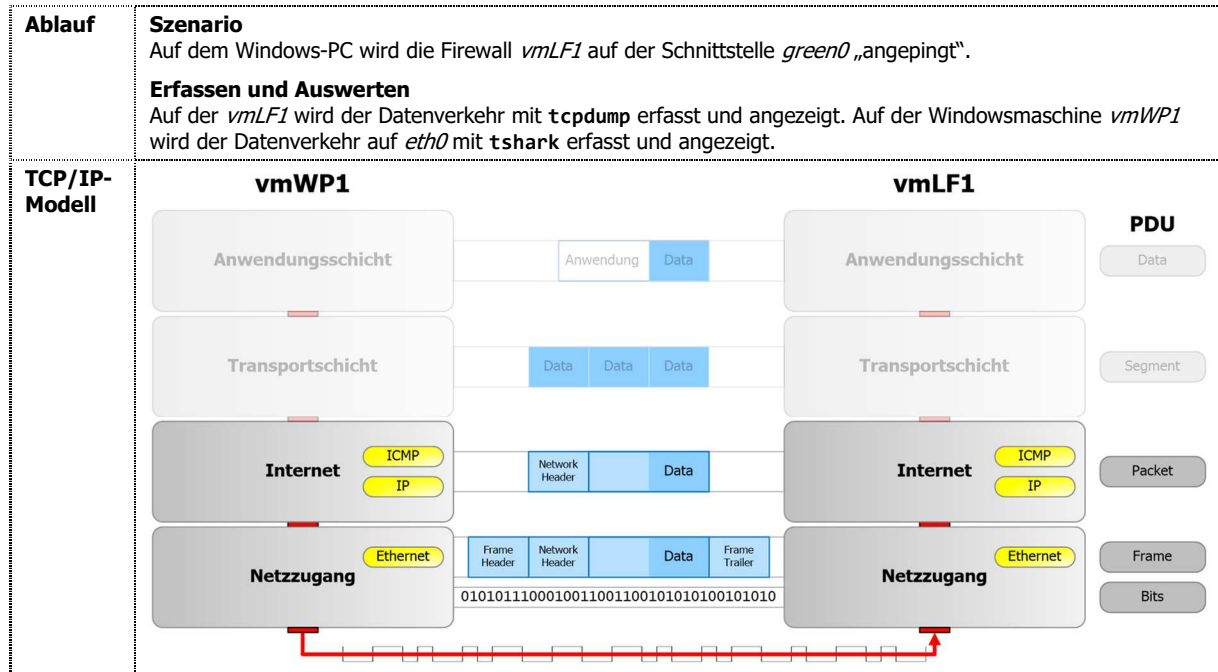 Ablauf
Szenario
Auf dem Windows-PC wird die Firewall vmLF1 auf der Schnittstelle green0 „angepingt“.
Erfassen und Auswerten
Auf der vmLF1 wird der Datenverkehr mit tcpdump erfasst und angezeigt. Auf der Windowsmaschine vmWP1
wird der Datenverkehr auf eth0 mit tshark erfasst und angezeigt.
TCP/IP-
Modell
vmWP1
vmLF1
PDU
Anwendungsschicht
Anwendung
Data
Anwendungsschicht
Data
Transportschicht
Data
Data
Data
Transportschicht
Segment
Internet
ICMP
IP
Network
Header
Data
Internet
ICMP
IP
Packet
Netzzugang
Ethernet
Frame
Header
Network
Header
Data
Frame
Trailer
Netzzugang
Ethernet
Frame
0101011100010011001100101010100101010
Bits